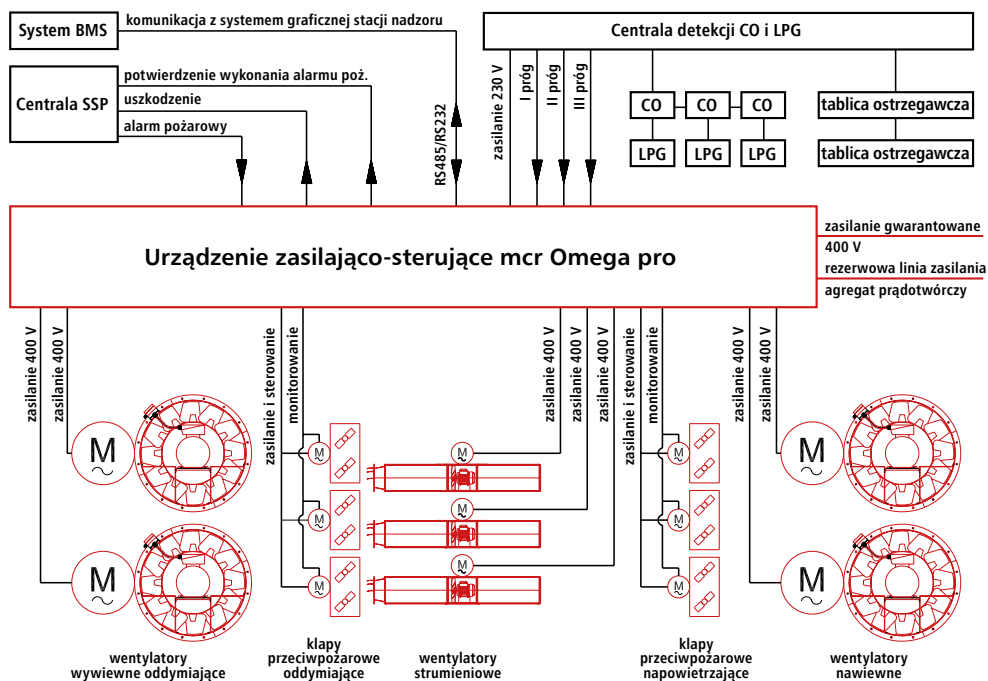 System BMS
komunikacja z systemem graficznej stacji nadzoru
Centrala detekcji CO i LPG
Centrala SSP
potwierdzenie wykonania alarmu poż.
uszkodzenie
alarm pożarowy
RS485/RS232
zasilanie 230 V
I próg
II próg
III próg
CO
CO
CO
LPG
LPG
LPG
tablica ostrzegawcza
tablica ostrzegawcza
Urządzenie zasilająco-sterujące mcr Omega pro
zasilanie gwarantowane
400 V
rezerwowa linia zasilania
agregat prądotwórczy
zasilanie 400 V
zasilanie 400 V
zasilanie i sterowanie
monitorowanie
zasilanie 400 V
zasilanie 400 V
zasilanie 400 V
zasilanie i sterowanie
monitorowanie
zasilanie 400 V
zasilanie 400 V
M
~
M
~
M
~
M
~
M
~
M
~
M
~
M
~
M
~
M
~
M
~
M
~
M
~
wentylatory
wywiewne oddymiające
klapy
przeciwpożarowe
oddymiające
wentylatory
strumieniowe
klapy
przeciwpożarowe
napowietrzające
wentylatory
nawiewne